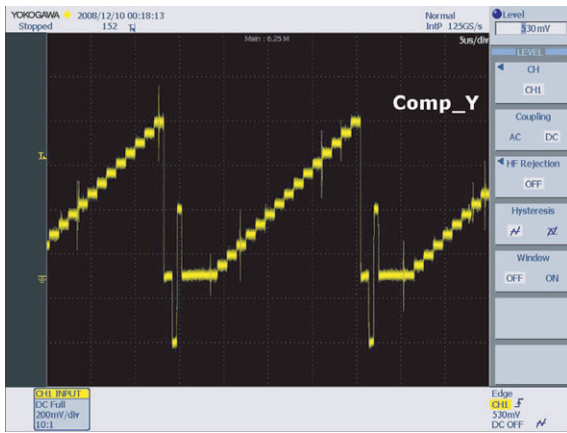 YOKOGAWA 2008/12/10 00:18:13
Stopped 152
Normal
IntP 125GS/s
Main : 6.25 M
5us/div
Comp_Y
Level
530mV
LEVEL
CH
CH1
Coupling
AC DC
HF Rejection
OFF
Hysteresis
Window
OFF ON
CH1 INPUT
DC Full
200mV/div
10:1
Edge
CH1
530mV
DC OFF